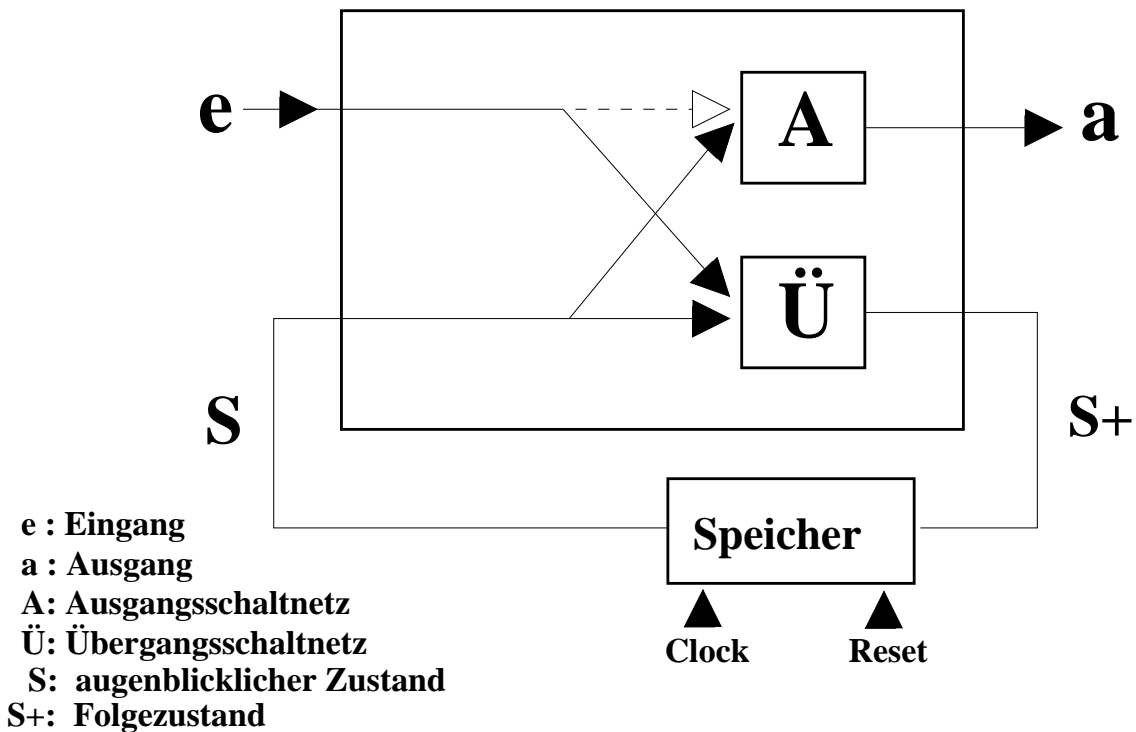 e
A
a
Ü
S
S+
Speicher
Clock
Reset
e : Eingang
a : Ausgang
A: Ausgangsschaltnetz
Ü: Übergangsschaltnetz
S: augenblicklicher Zustand
S+: Folgezustand